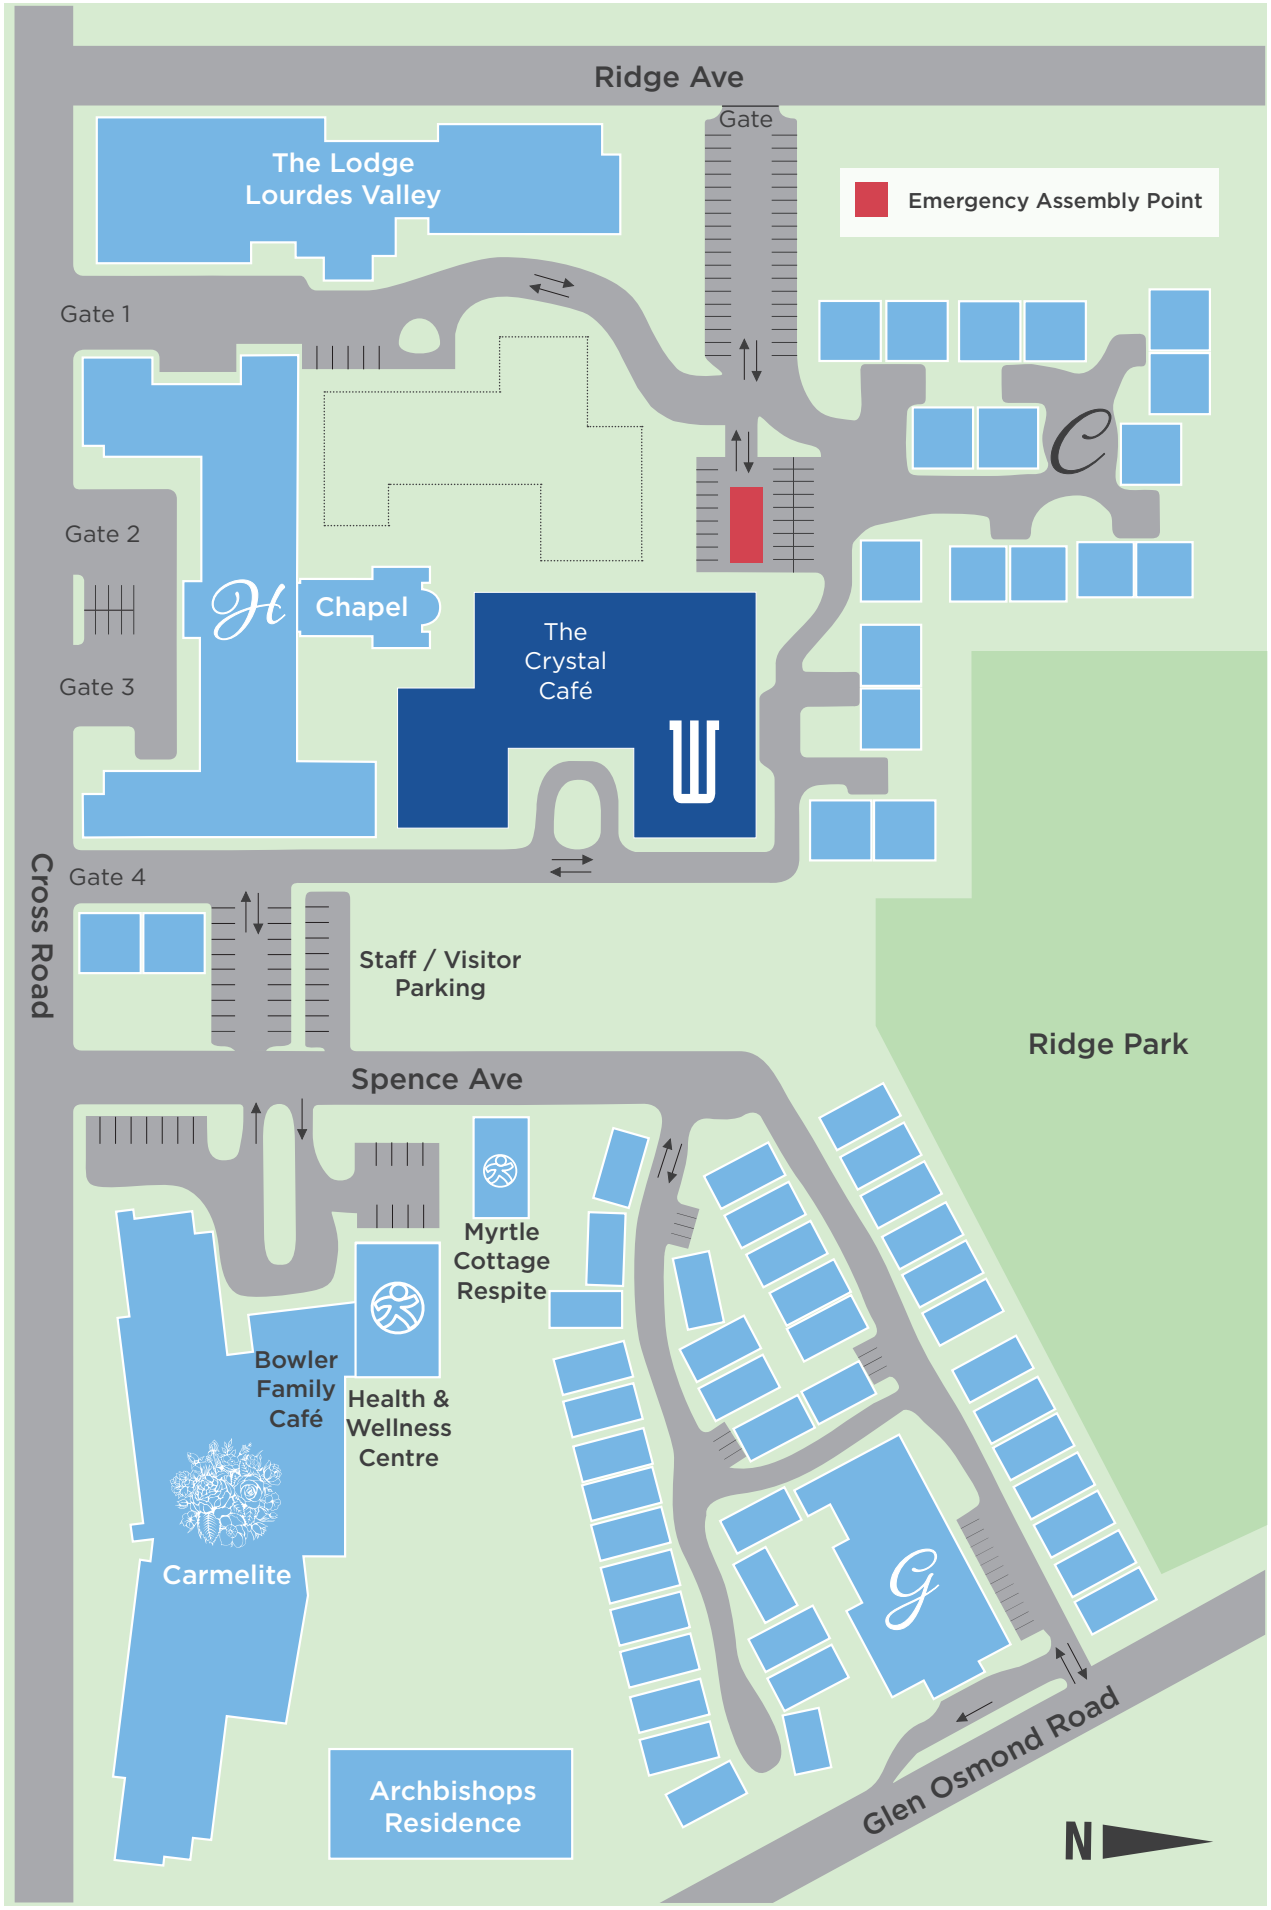 Ridge Ave
Gate
The Lodge
Lourdes Valley
Emergency Assembly Point
Gate 1
C
Gate 2
H
Chapel
The
Crystal
Café
W
Gate 3
Gate 4
Cross Road
Staff / Visitor
Parking
Ridge Park
Spence Ave
Myrtle
Cottage
Respite
Bowler
Family
Café
Health &
Wellness
Centre
Carmelite
G
Archbishops
Residence
Glen Osmond Road
N